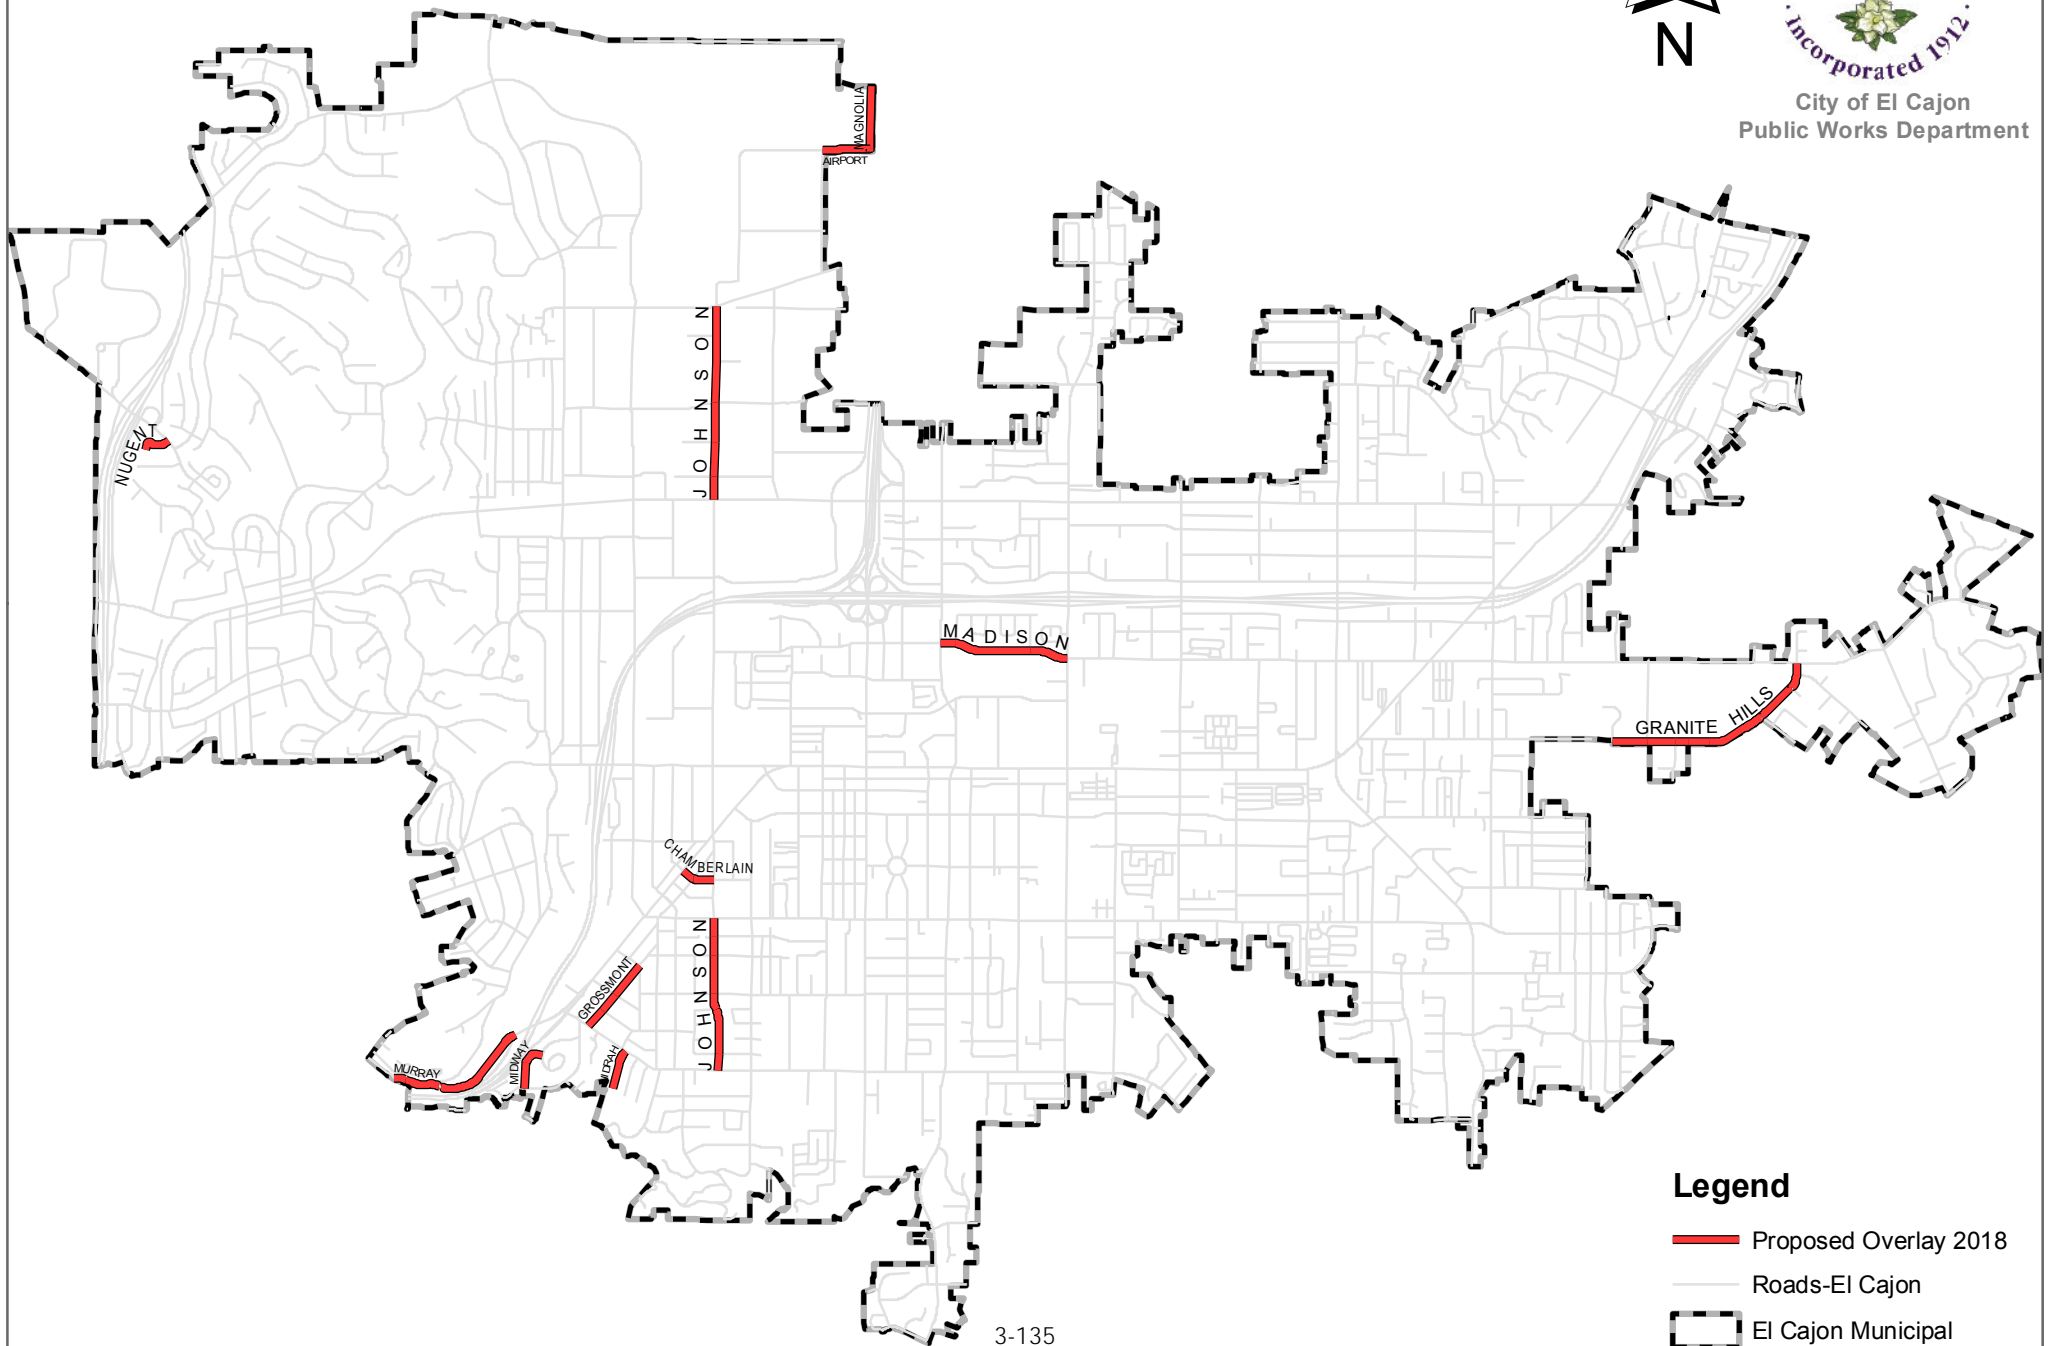 N
Incorporated 1912
City of El Cajon
Public Works Department
MAGNOLIA
AIRPORT
JOHNSON
NUGENT
MADISON
GRANITE HILLS
CHAMBERLAIN
JOHNSON
GROSSMONT
MURRAY
MIDWAY
MIDRAH
Legend
Proposed Overlay 2018
Roads-El Cajon
El Cajon Municipal
3-135